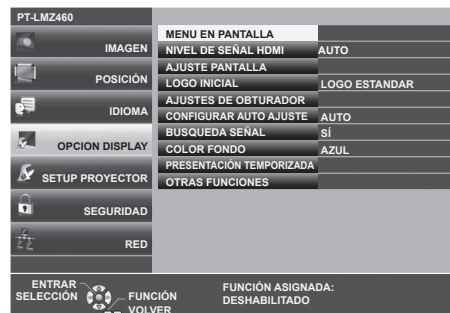 PT-LMZ460
IMAGEN
POSICIÓN
IDIOMA
OPCION DISPLAY
SETUP PROYECTOR
SEGURIDAD
RED
MENU EN PANTALLA
NIVEL DE SEÑAL HDMI AUTO
AJUSTE PANTALLA
LOGO INICIAL LOGO ESTANDAR
AJUSTES DE OBTURADOR
CONFIGURAR AUTO AJUSTE AUTO
BUSQUEDA SEÑAL SÍ
COLOR FONDO AZUL
PRESENTACIÓN TEMPORIZADA
OTRAS FUNCIONES
ENTRAR
SELECCIÓN
FUNCIÓN
VOLVER
FUNCIÓN ASIGNADA:
DESHABILITADO